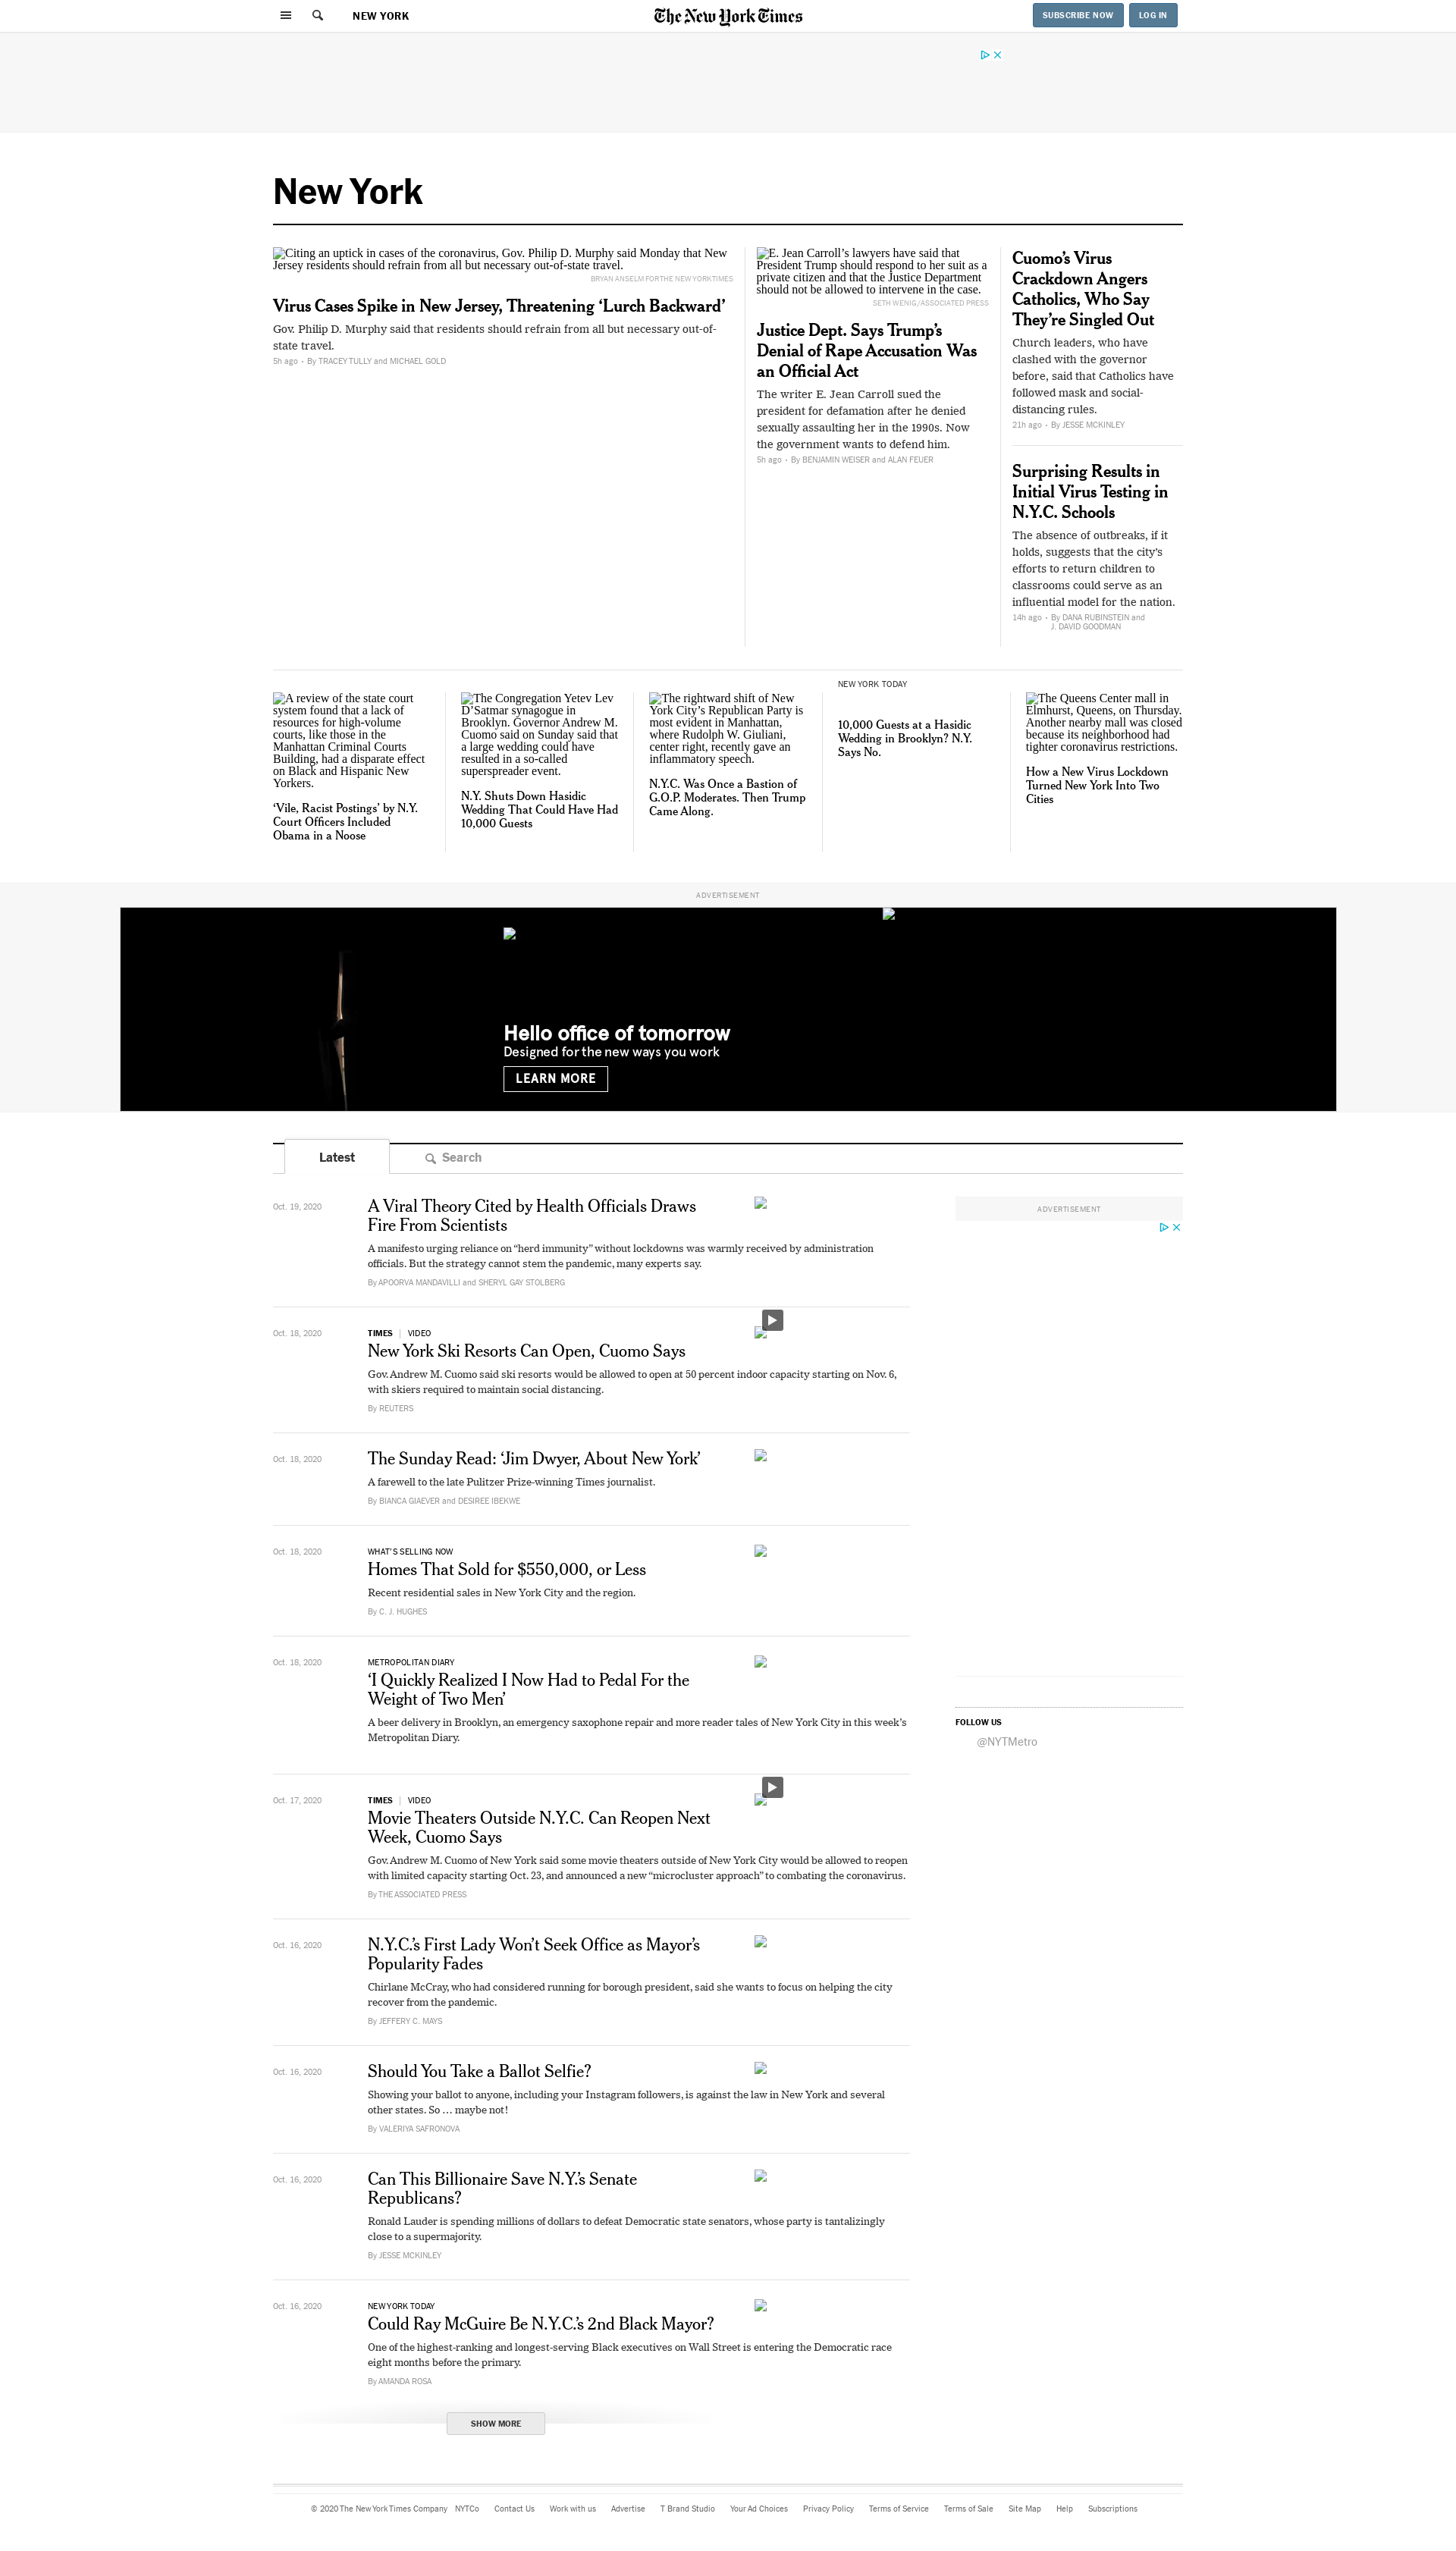 NEW YORK
The New York Times
SUBSCRIBE NOW
LOG IN
New York
Citing an uptick in cases of the coronavirus, Gov. Philip D. Murphy said Monday that New
Jersey residents should refrain from all but necessary out-of-state travel.
BRYAN ANSELM FOR THE NEW YORK TIMES
Virus Cases Spike in New Jersey, Threatening ‘Lurch Backward’
Gov. Philip D. Murphy said that residents should refrain from all but necessary out-of-
state travel.
5h ago • By TRACEY TULLY and MICHAEL GOLD
E. Jean Carroll’s lawyers have said that
President Trump should respond to her suit as a
private citizen and that the Justice Department
should not be allowed to intervene in the case.
SETH WENIG/ASSOCIATED PRESS
Justice Dept. Says Trump’s
Denial of Rape Accusation Was
an Official Act
The writer E. Jean Carroll sued the
president for defamation after he denied
sexually assaulting her in the 1990s. Now
the government wants to defend him.
5h ago • By BENJAMIN WEISER and ALAN FEUER
Cuomo’s Virus
Crackdown Angers
Catholics, Who Say
They’re Singled Out
Church leaders, who have
clashed with the governor
before, said that Catholics have
followed mask and social-
distancing rules.
21h ago • By JESSE MCKINLEY
Surprising Results in
Initial Virus Testing in
N.Y.C. Schools
The absence of outbreaks, if it
holds, suggests that the city’s
efforts to return children to
classrooms could serve as an
influential model for the nation.
14h ago • By DANA RUBINSTEIN and
J. DAVID GOODMAN
A review of the state court
system found that a lack of
resources for high-volume
courts, like those in the
Manhattan Criminal Courts
Building, had a disparate effect
on Black and Hispanic New
Yorkers.
‘Vile, Racist Postings’ by N.Y.
Court Officers Included
Obama in a Noose
The Congregation Yetev Lev
D’Satmar synagogue in
Brooklyn. Governor Andrew M.
Cuomo said on Sunday said that
a large wedding could have
resulted in a so-called
superspreader event.
N.Y. Shuts Down Hasidic
Wedding That Could Have Had
10,000 Guests
The rightward shift of New
York City’s Republican Party is
most evident in Manhattan,
where Rudolph W. Giuliani,
center right, recently gave an
inflammatory speech.
N.Y.C. Was Once a Bastion of
G.O.P. Moderates. Then Trump
Came Along.
NEW YORK TODAY
10,000 Guests at a Hasidic
Wedding in Brooklyn? N.Y.
Says No.
The Queens Center mall in
Elmhurst, Queens, on Thursday.
Another nearby mall was closed
because its neighborhood had
tighter coronavirus restrictions.
How a New Virus Lockdown
Turned New York Into Two
Cities
ADVERTISEMENT
Hello office of tomorrow
Designed for the new ways you work
LEARN MORE
Latest
Search
Oct. 19, 2020
A Viral Theory Cited by Health Officials Draws
Fire From Scientists
A manifesto urging reliance on “herd immunity” without lockdowns was warmly received by administration
officials. But the strategy cannot stem the pandemic, many experts say.
By APOORVA MANDAVILLI and SHERYL GAY STOLBERG
ADVERTISEMENT
Oct. 18, 2020
TIMES | VIDEO
New York Ski Resorts Can Open, Cuomo Says
Gov. Andrew M. Cuomo said ski resorts would be allowed to open at 50 percent indoor capacity starting on Nov. 6,
with skiers required to maintain social distancing.
By REUTERS
Oct. 18, 2020
The Sunday Read: ‘Jim Dwyer, About New York’
A farewell to the late Pulitzer Prize-winning Times journalist.
By BIANCA GIAEVER and DESIREE IBEKWE
Oct. 18, 2020
WHAT'S SELLING NOW
Homes That Sold for $550,000, or Less
Recent residential sales in New York City and the region.
By C. J. HUGHES
Oct. 18, 2020
METROPOLITAN DIARY
‘I Quickly Realized I Now Had to Pedal For the
Weight of Two Men’
A beer delivery in Brooklyn, an emergency saxophone repair and more reader tales of New York City in this week’s
Metropolitan Diary.
FOLLOW US
@NYTMetro
Oct. 17, 2020
TIMES | VIDEO
Movie Theaters Outside N.Y.C. Can Reopen Next
Week, Cuomo Says
Gov. Andrew M. Cuomo of New York said some movie theaters outside of New York City would be allowed to reopen
with limited capacity starting Oct. 23, and announced a new “microcluster approach” to combating the coronavirus.
By THE ASSOCIATED PRESS
Oct. 16, 2020
N.Y.C.’s First Lady Won’t Seek Office as Mayor’s
Popularity Fades
Chirlane McCray, who had considered running for borough president, said she wants to focus on helping the city
recover from the pandemic.
By JEFFERY C. MAYS
Oct. 16, 2020
Should You Take a Ballot Selfie?
Showing your ballot to anyone, including your Instagram followers, is against the law in New York and several
other states. So … maybe not!
By VALERIYA SAFRONOVA
Oct. 16, 2020
Can This Billionaire Save N.Y.’s Senate
Republicans?
Ronald Lauder is spending millions of dollars to defeat Democratic state senators, whose party is tantalizingly
close to a supermajority.
By JESSE MCKINLEY
Oct. 16, 2020
NEW YORK TODAY
Could Ray McGuire Be N.Y.C.’s 2nd Black Mayor?
One of the highest-ranking and longest-serving Black executives on Wall Street is entering the Democratic race
eight months before the primary.
By AMANDA ROSA
SHOW MORE
© 2020 The New York Times Company NYTCo Contact Us Work with us Advertise T Brand Studio Your Ad Choices Privacy Policy Terms of Service Terms of Sale Site Map Help Subscriptions